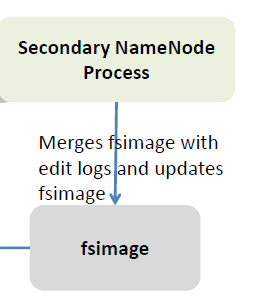 Secondary NameNode
Process
Merges fsimage with
edit logs and updates
fsimage
fsimage